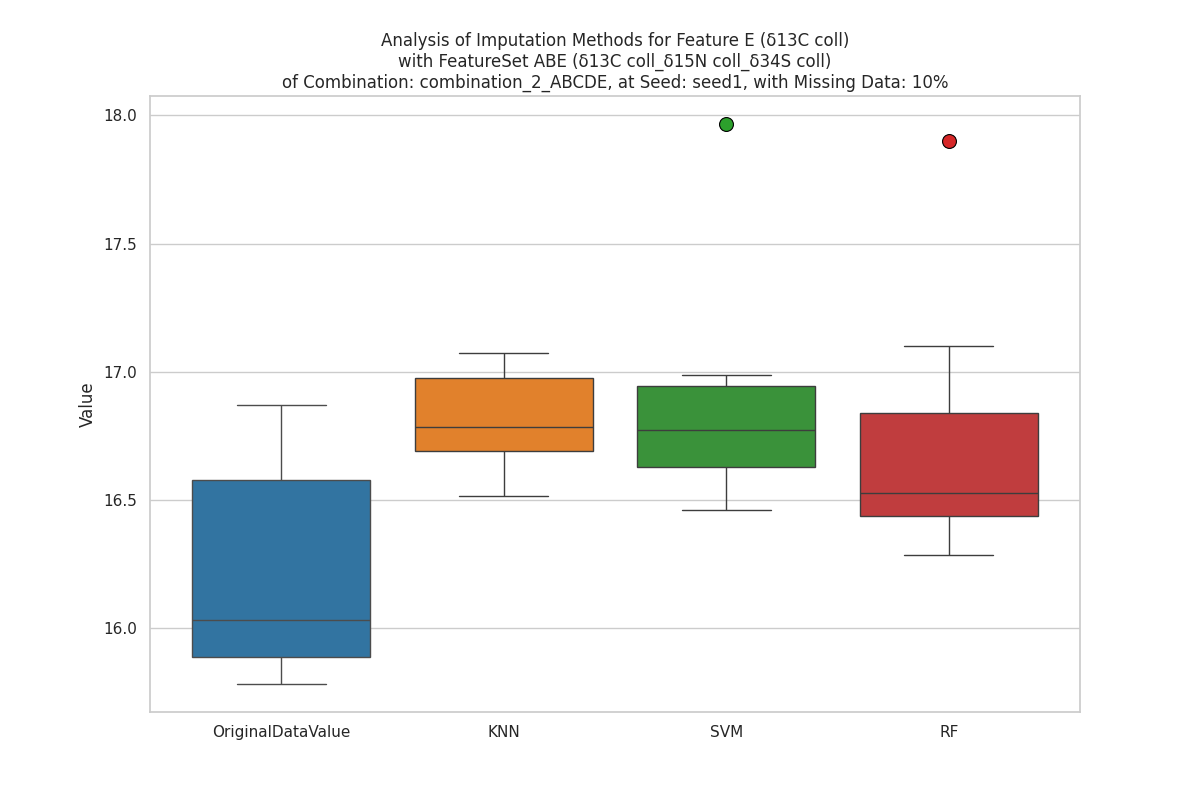 Analysis of Imputation Methods for Feature E (δ13C coll)
with FeatureSet ABE (δ13C coll_δ15N coll_δ34S coll)
of Combination: combination_2_ABCDE, at Seed: seed1, with Missing Data: 10%
18.0
17.5
17.0
16.5
16.0
Value
OriginalDataValue
KNN
SVM
RF